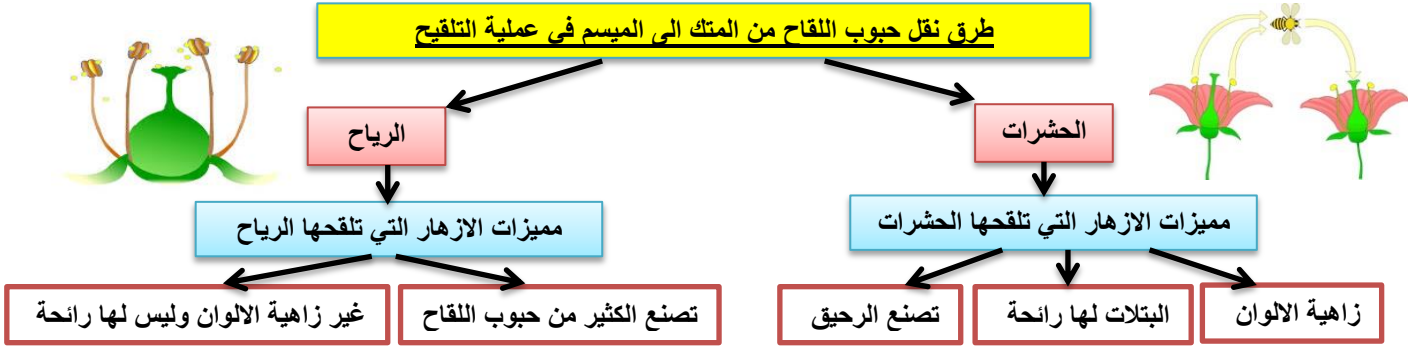 طرق نقل حبوب اللقاح من المتك الى الميسم في عملية التلقيح
الحشرات
الرياح
مميزات الازهار التي تلقحها الحشرات
مميزات الازهار التي تلقحها الرياح
زاهية الالوان
البتلات لها رائحة
تصنع الرحيق
تصنع الكثير من حبوب اللقاح
غير زاهية الالوان وليس لها رائحة